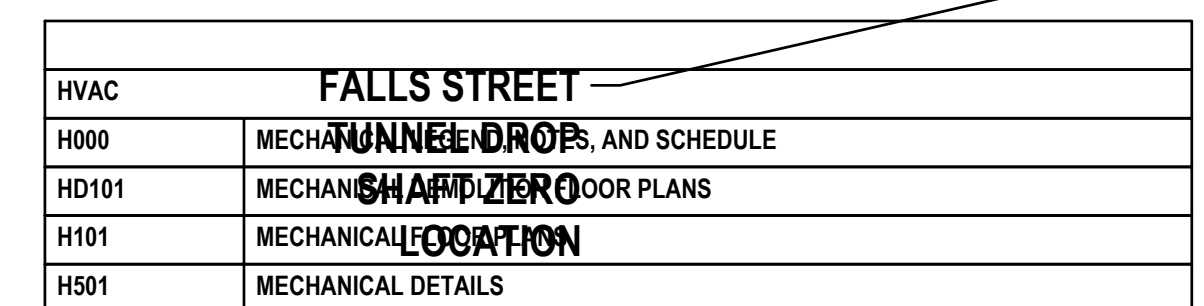 HVAC
FALLS STREET
TUNNEL DROP
SHAFT ZERO
LOCATION
H000 MECHANICAL LEGEND, NOTES, AND SCHEDULE
HD101 MECHANICAL DEMOLITION FLOOR PLANS
H101 MECHANICAL FLOOR PLANS
H501 MECHANICAL DETAILS